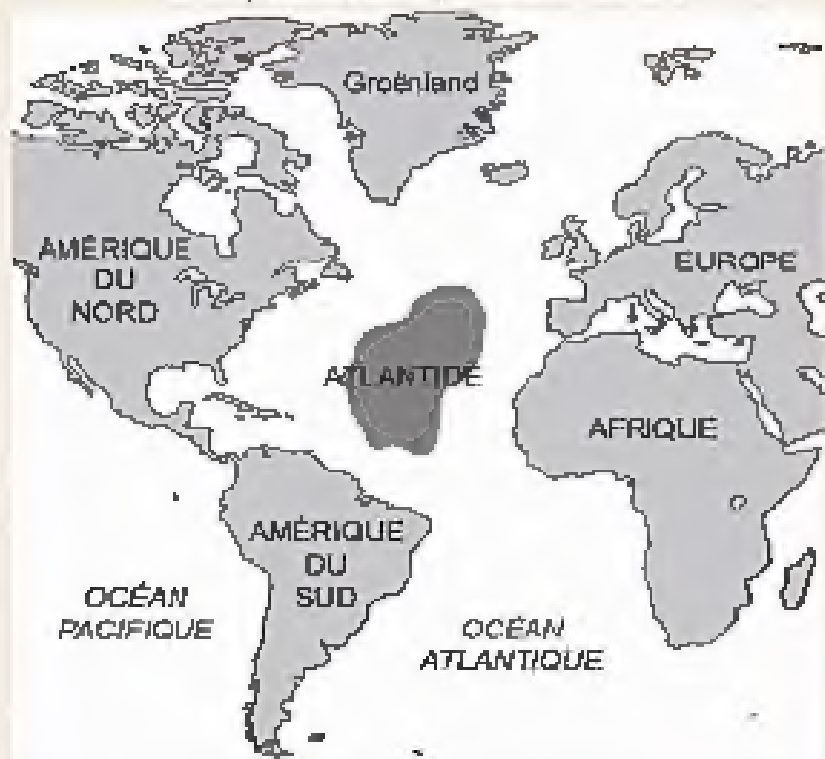 Groënland
AMÉRIQUE
DU
NORD
EUROPE
ATLANTIDE
AFRIQUE
AMÉRIQUE
DU
SUD
OCÉAN
PACIFIQUE
OCÉAN
ATLANTIQUE